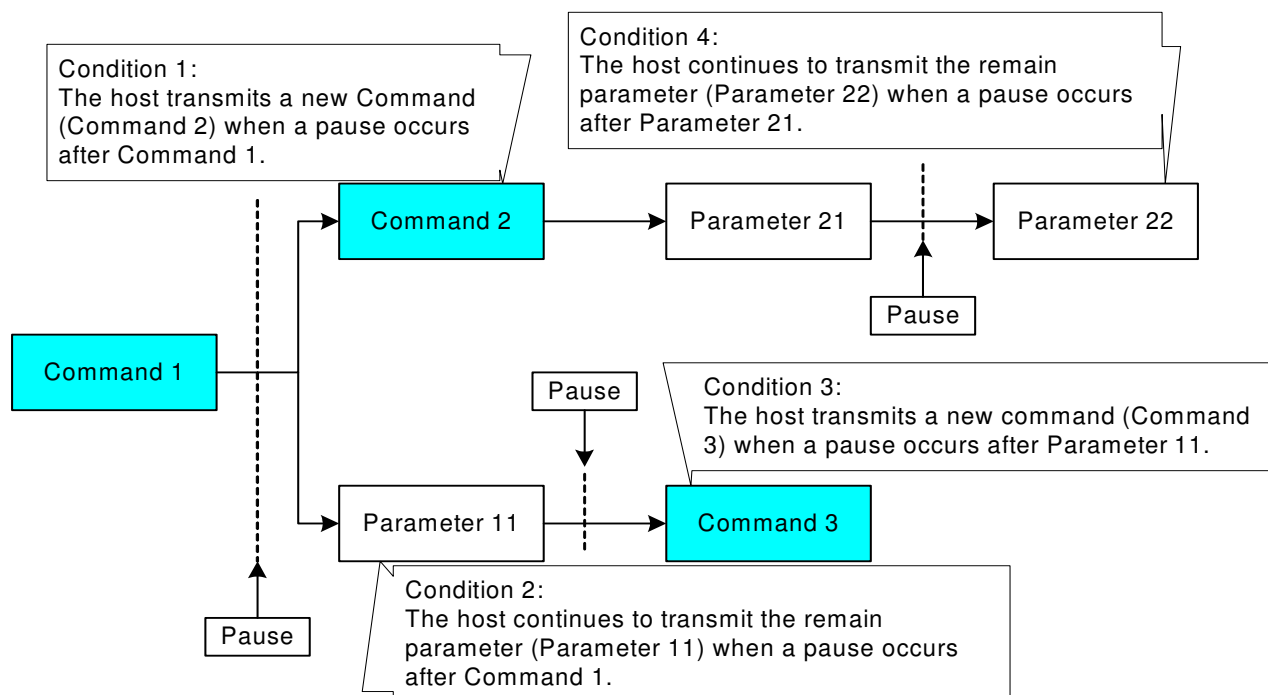 Condition 1:
The host transmits a new Command
(Command 2) when a pause occurs
after Command 1.
Condition 4:
The host continues to transmit the remain
parameter (Parameter 22) when a pause occurs
after Parameter 21.
Command 2
Parameter 21
Parameter 22
Pause
Command 1
Pause
Condition 3:
The host transmits a new command (Command
3) when a pause occurs after Parameter 11.
Parameter 11
Command 3
Pause
Condition 2:
The host continues to transmit the remain
parameter (Parameter 11) when a pause occurs
after Command 1.